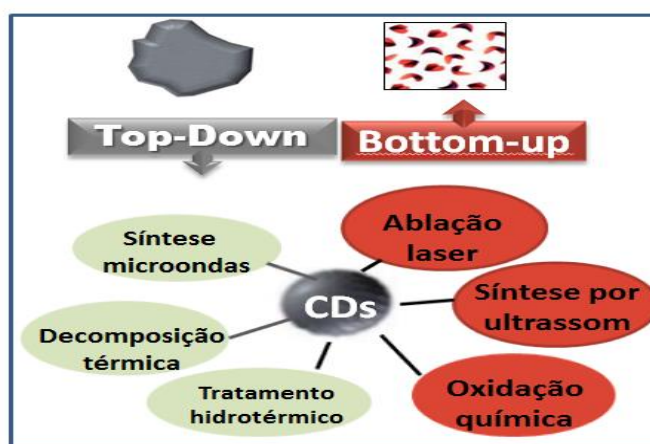 Top-Down
Bottom-up
Síntese
microondas
Ablação
laser
CDs
Síntese por
ultrassom
Decomposição
térmica
Tratamento
hidrotérmico
Oxidação
química